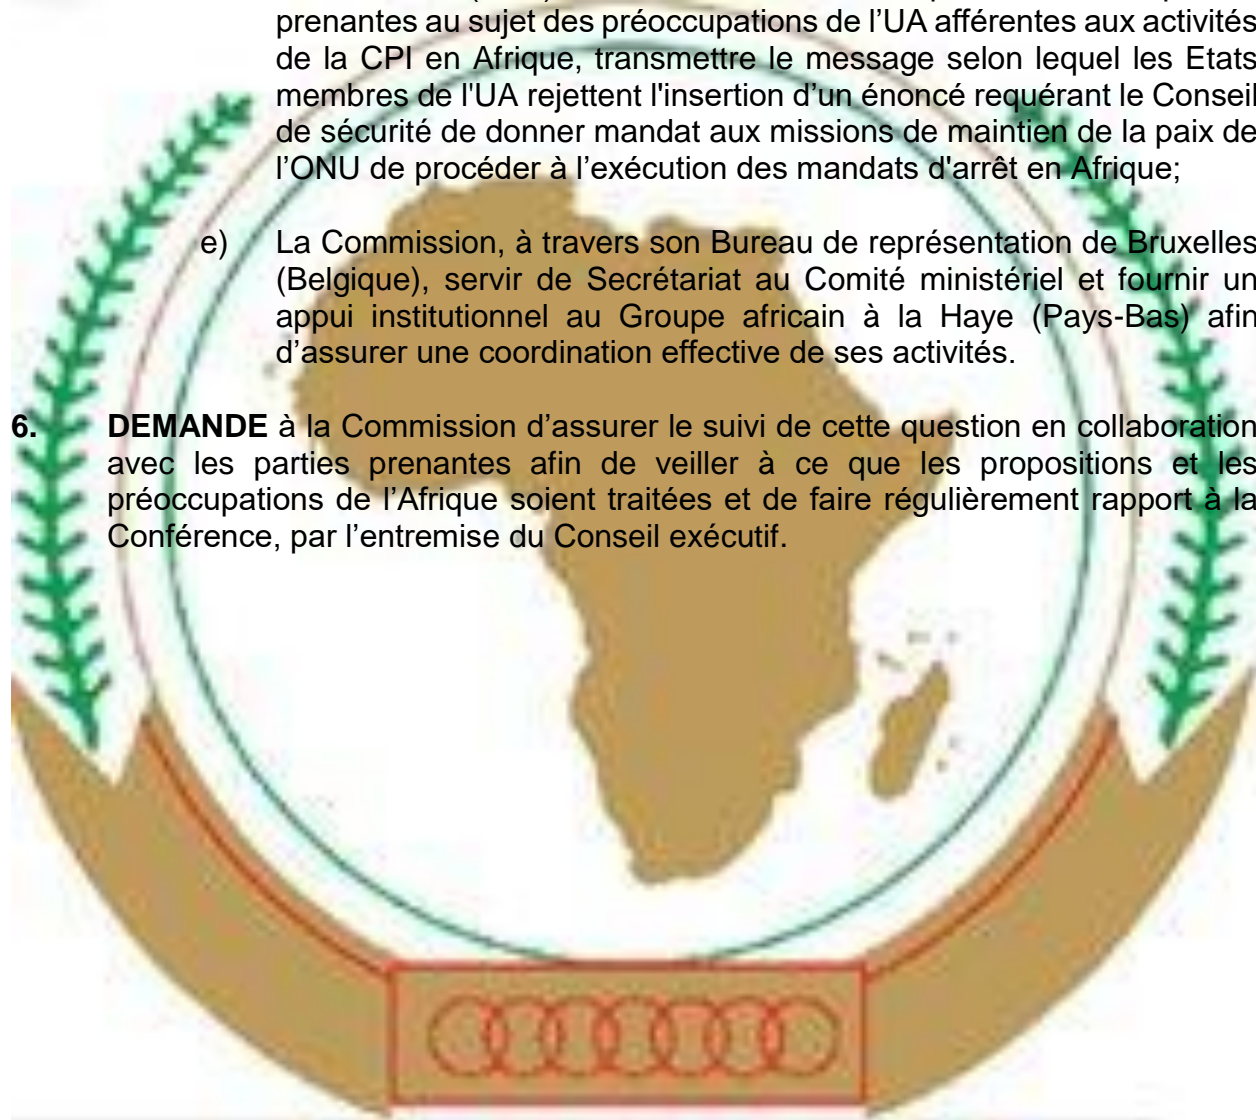 prenantes au sujet des préoccupations de l’UA afférentes aux activités
de la CPI en Afrique, transmettre le message selon lequel les Etats
membres de l'UA rejettent l'insertion d’un énoncé requérant le Conseil
de sécurité de donner mandat aux missions de maintien de la paix de
l’ONU de procéder à l’exécution des mandats d'arrêt en Afrique;
e) La Commission, à travers son Bureau de représentation de Bruxelles
(Belgique), servir de Secrétariat au Comité ministériel et fournir un
appui institutionnel au Groupe africain à la Haye (Pays-Bas) afin
d’assurer une coordination effective de ses activités.
6. DEMANDE à la Commission d’assurer le suivi de cette question en collaboration
avec les parties prenantes afin de veiller à ce que les propositions et les
préoccupations de l’Afrique soient traitées et de faire régulièrement rapport à la
Conférence, par l’entremise du Conseil exécutif.